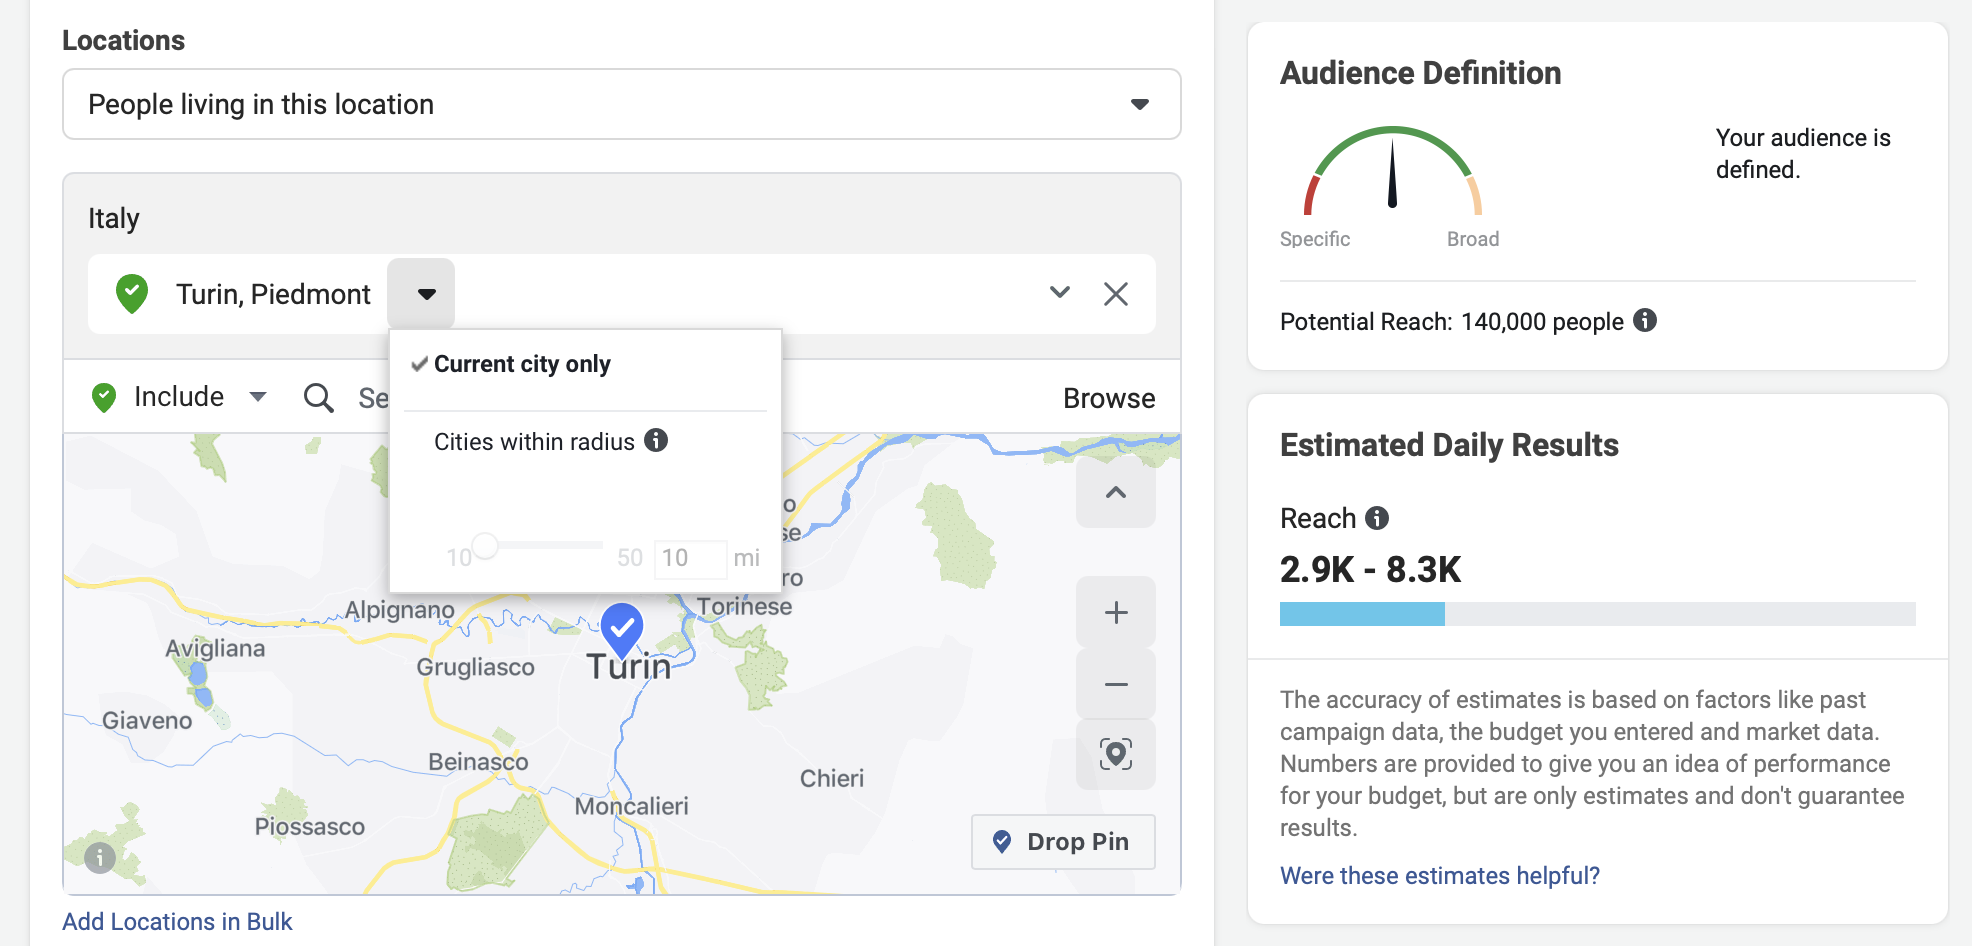 Locations
People living in this location
Italy
Turin, Piedmont
Current city only
Include
Se
Browse
Cities within radius
10
50
10
mi
o
se
ro
Torinese
Alpignano
Avigliana
Grugliasco
Turin
Giaveno
Beinasco
Chieri
Moncalieri
Piossasco
Drop Pin
Add Locations in Bulk
Audience Definition
Your audience is
defined.
Specific
Broad
Potential Reach: 140,000 people
Estimated Daily Results
Reach
2.9K - 8.3K
The accuracy of estimates is based on factors like past
campaign data, the budget you entered and market data.
Numbers are provided to give you an idea of performance
for your budget, but are only estimates and don't guarantee
results.
Were these estimates helpful?